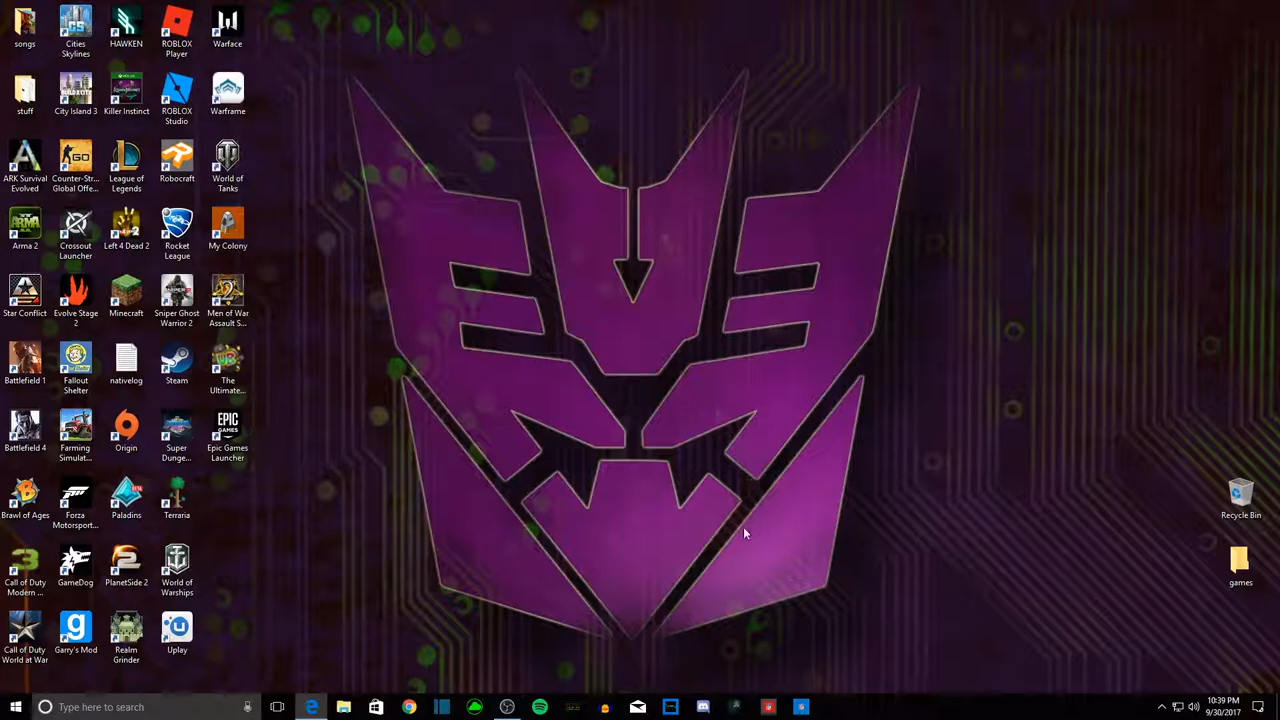 songs
Cities
Skylines
HAWKEN
ROBLOX
Player
Warface
stuff
City Island 3
Killer Instinct
ROBLOX
Studio
Warframe
ARK Survival
Evolved
GO
Counter-Str...
Global Offe...
League of
Legends
Robocraft
World of
Tanks
ARMA
Arma 2
Crossout
Launcher
Left 4 Dead 2
Rocket
League
My Colony
Star Conflict
Evolve Stage
2
Minecraft
Sniper Ghost
Warrior 2
Men of War
Assault S...
Battlefield 1
Fallout
Shelter
nativelog
Steam
The
Ultimate...
Battlefield 4
Farming
Simulat...
Origin
Super
Dunge...
EPIC
GAMES
Epic Games
Launcher
Brawl of Ages
Forza
Motorsport...
Paladins
Terraria
Recycle Bin
3
Call of Duty
Modern ...
GameDog
2
PlanetSide 2
World of
Warships
games
Call of Duty
World at War
g
Garry's Mod
Realm
Grinder
Uplay
Type here to search
10:39 PM
9/30/2017